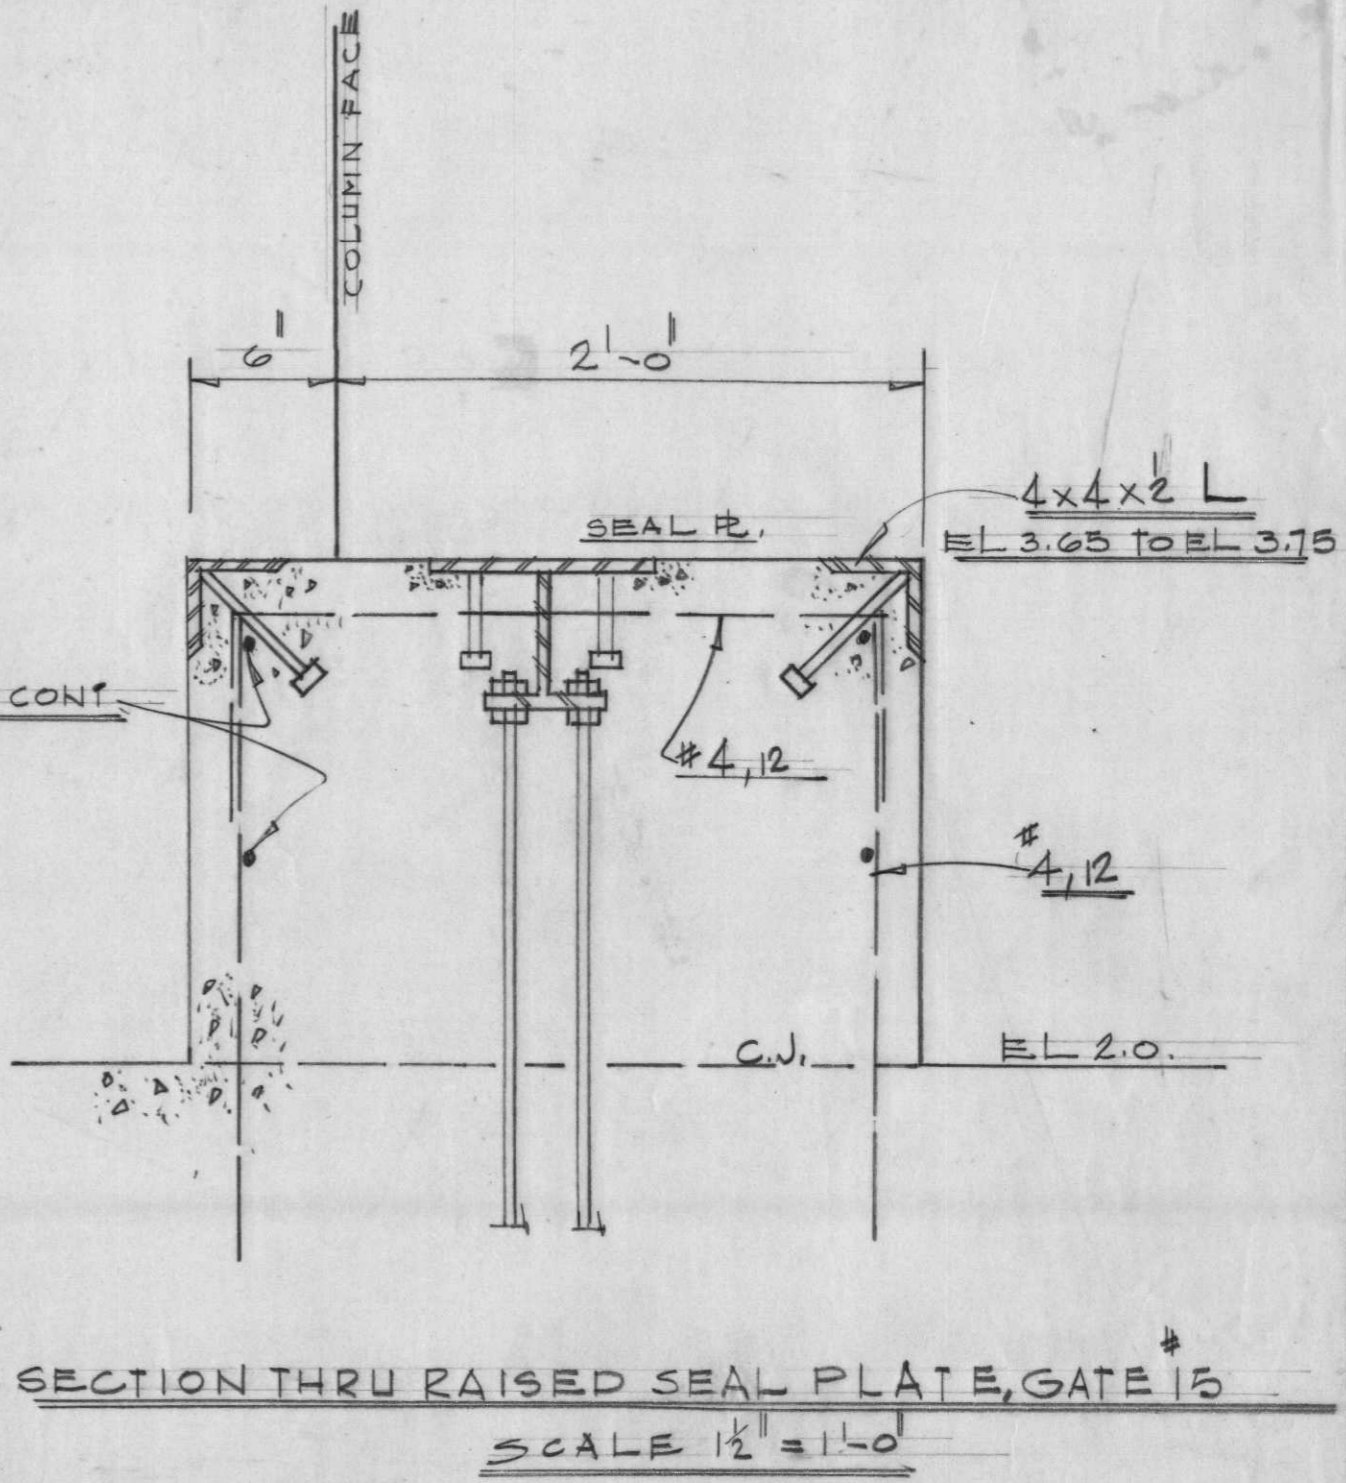 COLUMN FACE
6"
2'-0"
4x4x½ L
SEAL PL.
EL 3.65 TO EL 3.75
CONT
#4,12
#4,12
C.J.
EL 2.0.
SECTION THRU RAISED SEAL PLATE, GATE #15
SCALE 1½" = 1'-0"